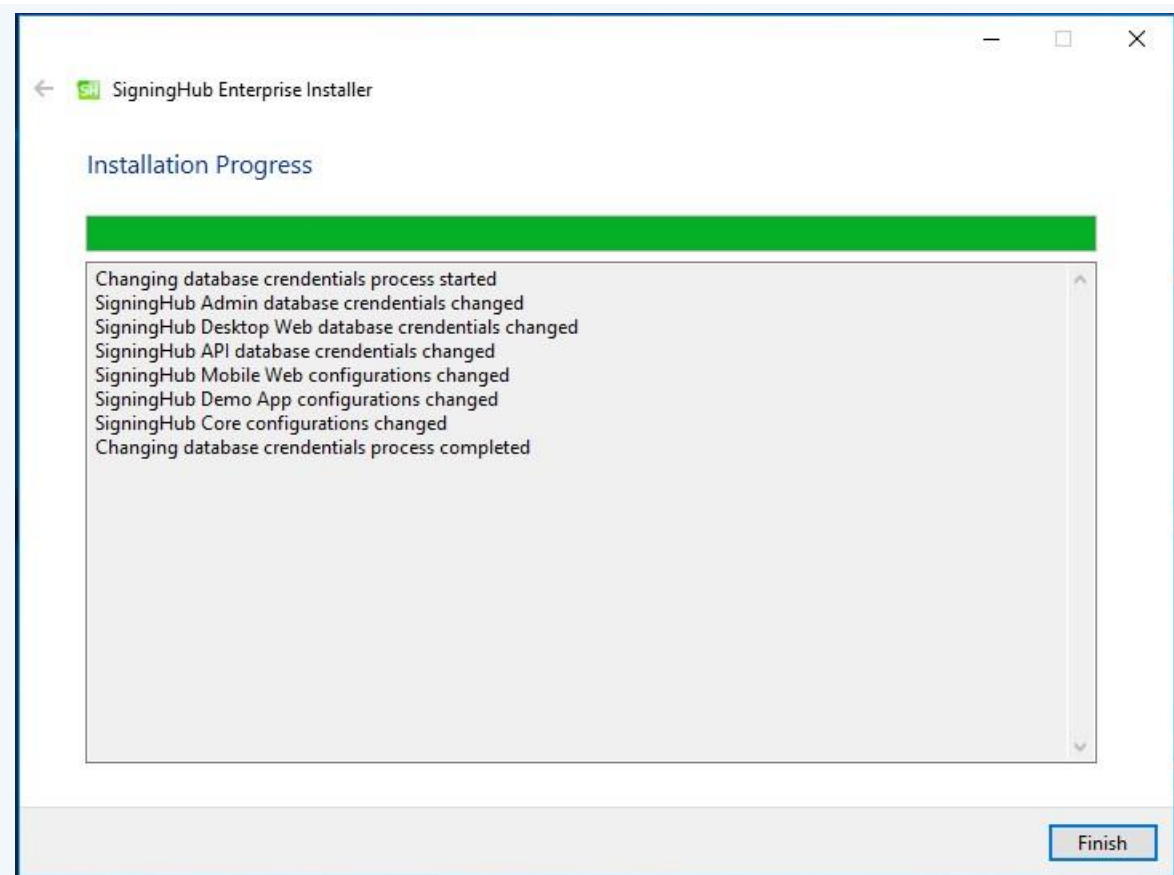 SH SigningHub Enterprise Installer
Installation Progress
Changing database crendentials process started
SigningHub Admin database crendentials changed
SigningHub Desktop Web database crendentials changed
SigningHub API database crendentials changed
SigningHub Mobile Web configurations changed
SigningHub Demo App configurations changed
SigningHub Core configurations changed
Changing database crendentials process completed
Finish